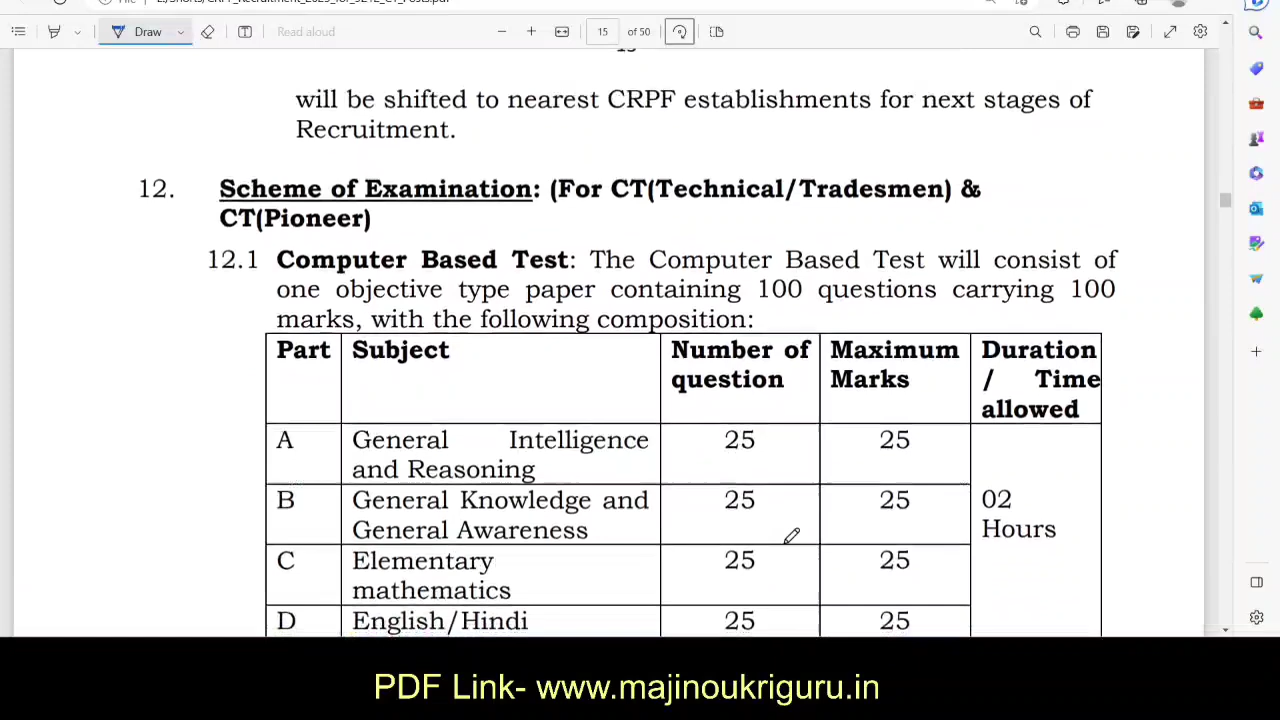 Draw
Read aloud
15
of 50
will be shifted to nearest CRPF establishments for next stages of
Recruitment.
12. Scheme of Examination: (For CT(Technical/Tradesmen) &
CT(Pioneer)
12.1 Computer Based Test: The Computer Based Test will consist of
one objective type paper containing 100 questions carrying 100
marks, with the following composition:
Part Subject Number of Maximum Duration
question Marks / Time
allowed
A General Intelligence 25 25
and Reasoning
B General Knowledge and 25 25 02
General Awareness Hours
C Elementary 25 25
mathematics
D English/Hindi 25 25
PDF Link- www.majinoukriguru.in